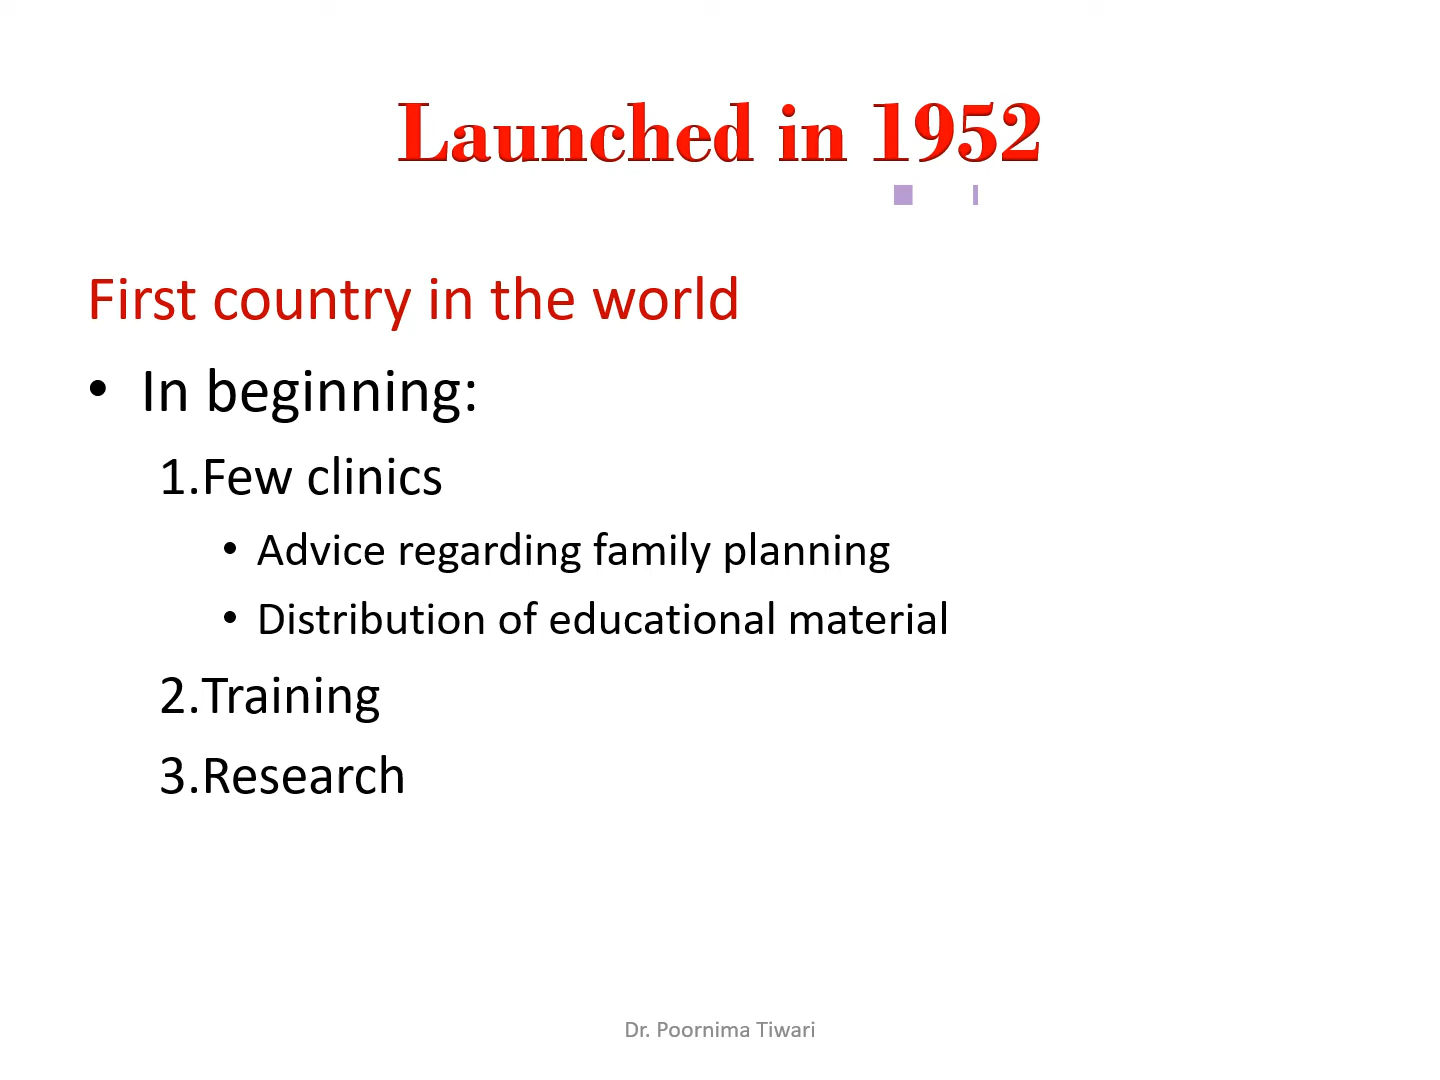 Launched in 1952
First country in the world
• In beginning:
1.Few clinics
• Advice regarding family planning
• Distribution of educational material
2.Training
3.Research
Dr. Poornima Tiwari